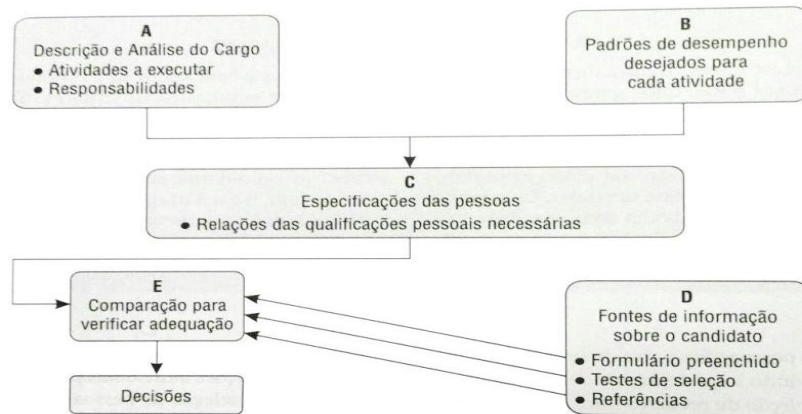 A
Descrição e Análise do Cargo
• Atividades a executar
• Responsabilidades
B
Padrões de desempenho
desejados para
cada atividade
C
Especificações das pessoas
• Relações das qualificações pessoais necessárias
E
Comparação para
verificar adequação
D
Fontes de informação
sobre o candidato
• Formulário preenchido
• Testes de seleção
• Referências
Decisões